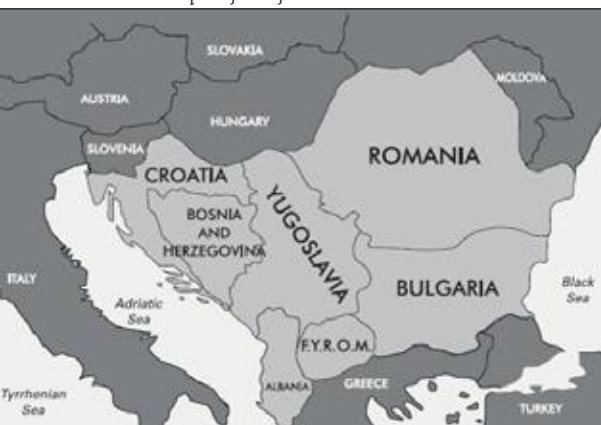 SLOVAKIA
MOLDOVA
AUSTRIA
HUNGARY
SLOVENIA
ROMANIA
CROATIA
YUGOSLAVIA
BOSNIA
AND
HERZEGOVINA
ITALY
BULGARIA
Black
Sea
Adriatic
Sea
F.Y.R.O.M.
ALBANIA
GREECE
Tyrrhenian
Sea
TURKEY